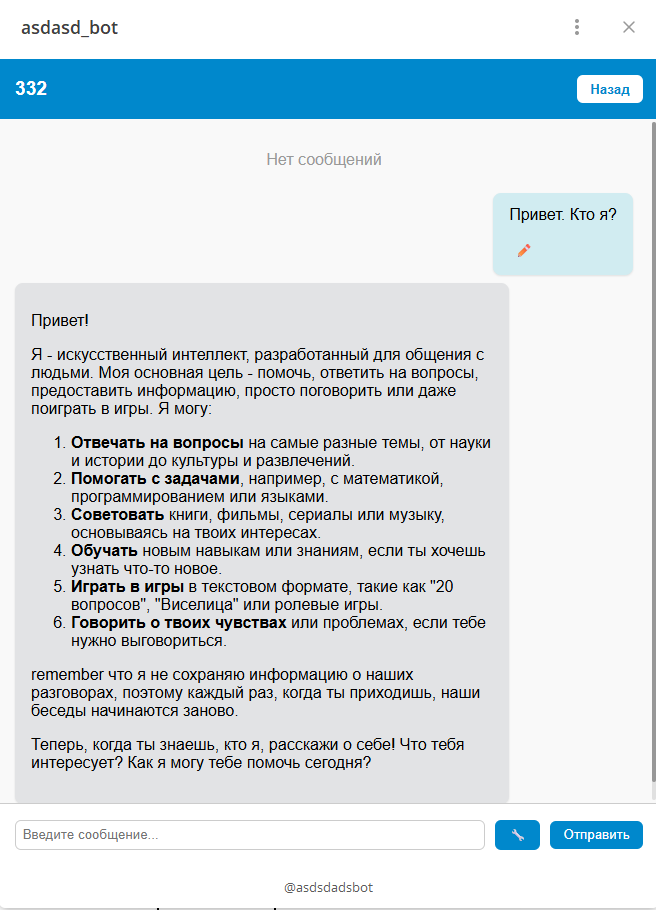 asdasd_bot
332
Назад
Нет сообщений
Привет. Кто я?
Привет!
Я - искусственный интеллект, разработанный для общения с
людьми. Моя основная цель - помочь, ответить на вопросы,
предоставить информацию, просто поговорить или даже
поиграть в игры. Я могу:
1. Отвечать на вопросы на самые разные темы, от науки
и истории до культуры и развлечений.
2. Помогать с задачами, например, с математикой,
программированием или языками.
3. Советовать книги, фильмы, сериалы или музыку,
основываясь на твоих интересах.
4. Обучать новым навыкам или знаниям, если ты хочешь
узнать что-то новое.
5. Играть в игры в текстовом формате, такие как "20
вопросов", "Виселица" или ролевые игры.
6. Говорить о твоих чувствах или проблемах, если тебе
нужно выговориться.
remember что я не сохраняю информацию о наших
разговорах, поэтому каждый раз, когда ты приходишь, наши
беседы начинаются заново.
Теперь, когда ты знаешь, кто я, расскажи о себе! Что тебя
интересует? Как я могу тебе помочь сегодня?
Введите сообщение...
Отправить
@asdsdadsbot